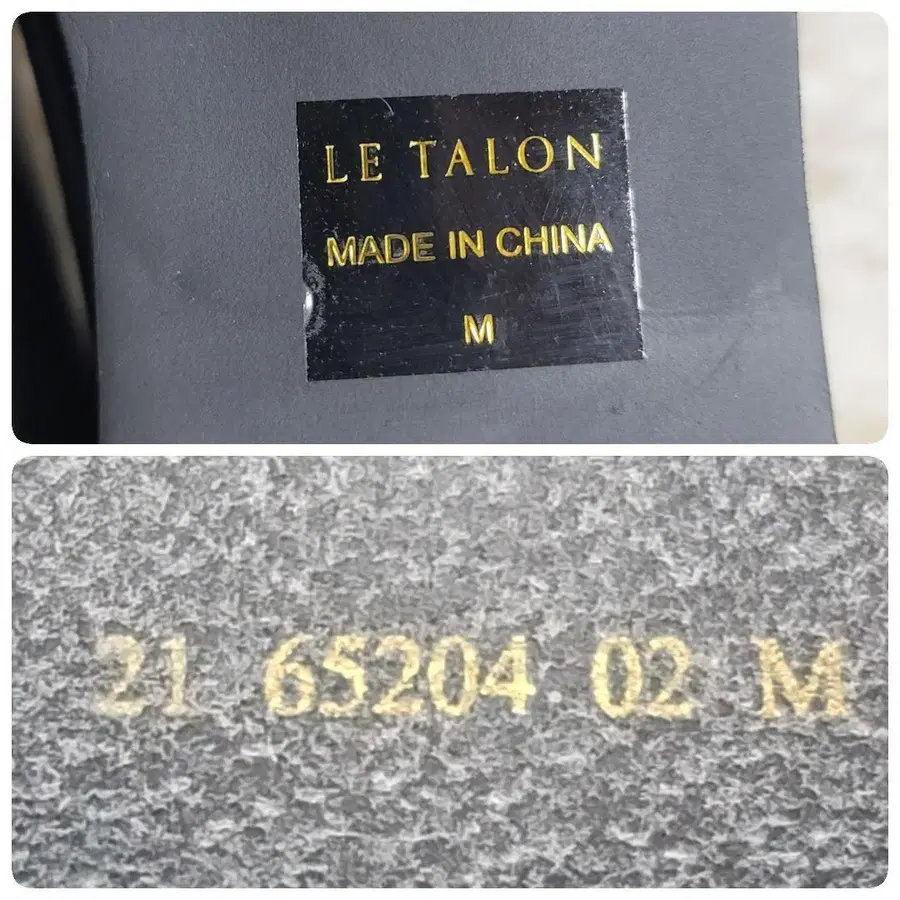 LE TALON
MADE IN CHINA
M
21 65204 02 M